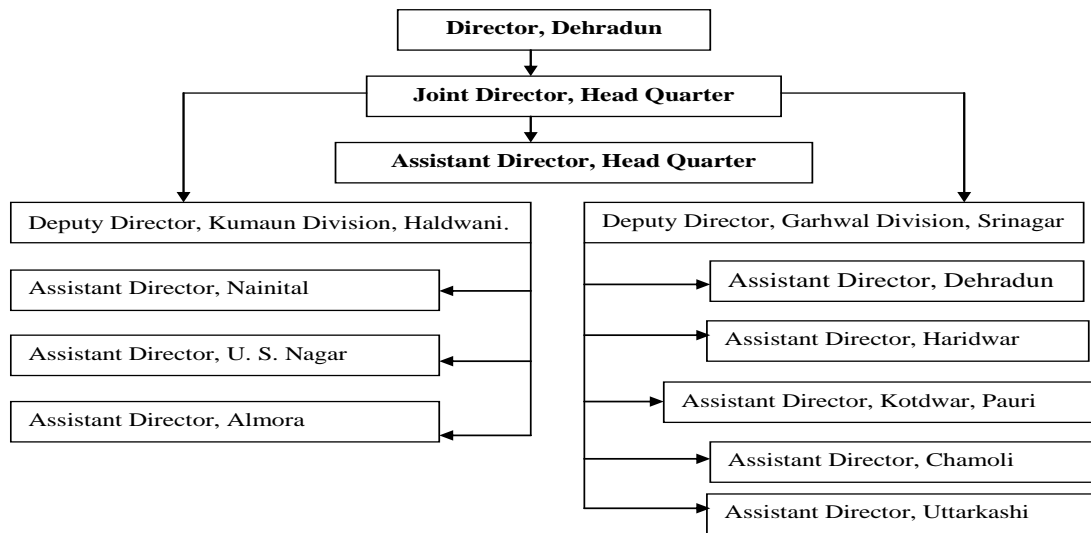 Director, Dehradun
Joint Director, Head Quarter
Assistant Director, Head Quarter
Deputy Director, Kumaun Division, Haldwani.
Assistant Director, Nainital
Assistant Director, U. S. Nagar
Assistant Director, Almora
Deputy Director, Garhwal Division, Srinagar
Assistant Director, Dehradun
Assistant Director, Haridwar
Assistant Director, Kotdwar, Pauri
Assistant Director, Chamoli
Assistant Director, Uttarkashi